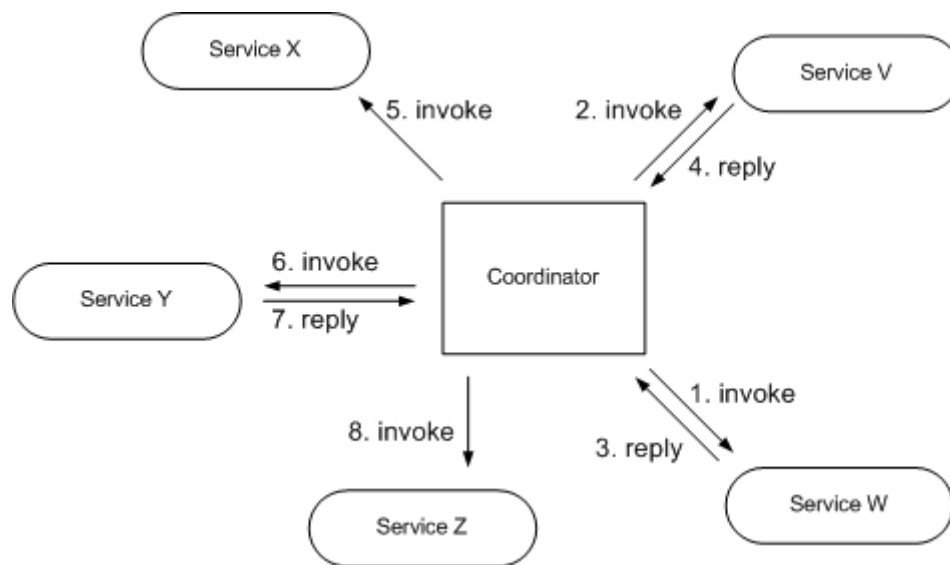 Service X
Service V
5. invoke
2. invoke
4. reply
6. invoke
Coordinator
Service Y
7. reply
1. invoke
8. invoke
3. reply
Service W
Service Z